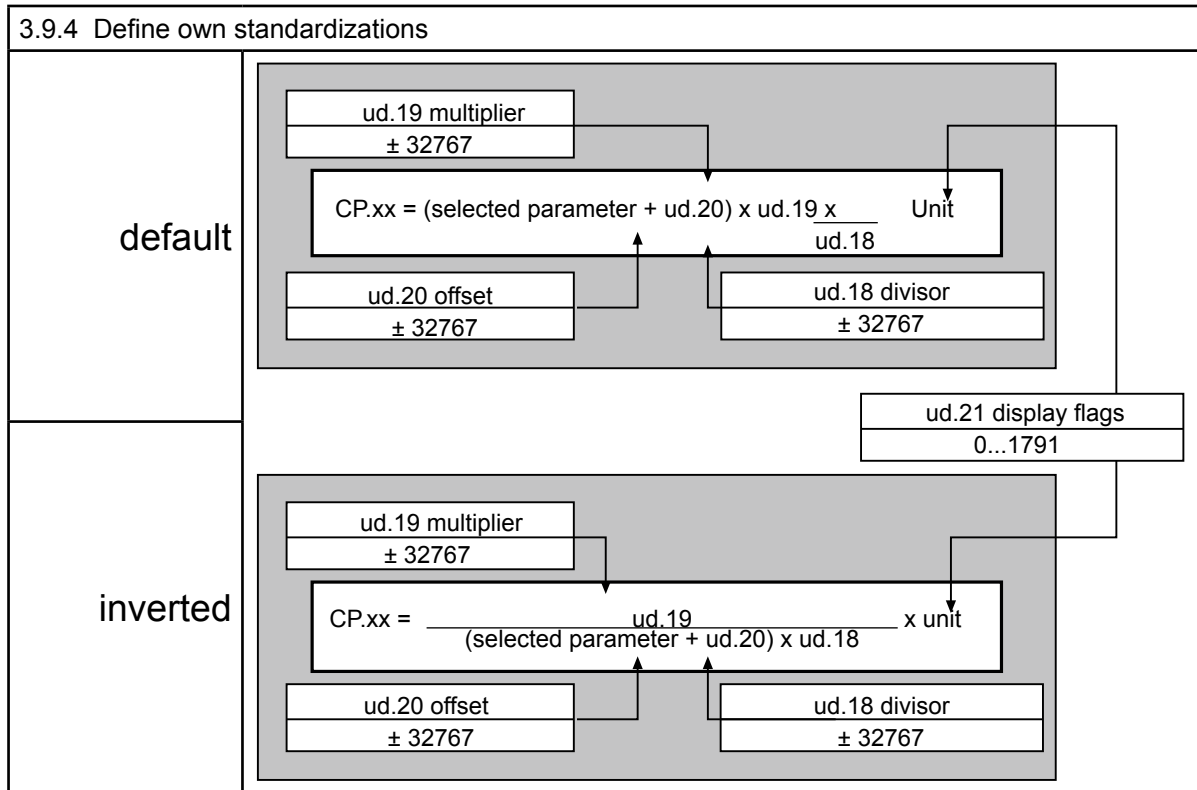 3.9.4 Define own standardizations
default
ud.19 multiplier
± 32767
CP.xx = (selected parameter + ud.20) x ud.19 x Unit
ud.18
ud.20 offset
± 32767
ud.18 divisor
± 32767
ud.21 display flags
0...1791
inverted
ud.19 multiplier
± 32767
CP.xx = ud.19 x unit
(selected parameter + ud.20) x ud.18
ud.20 offset
± 32767
ud.18 divisor
± 32767